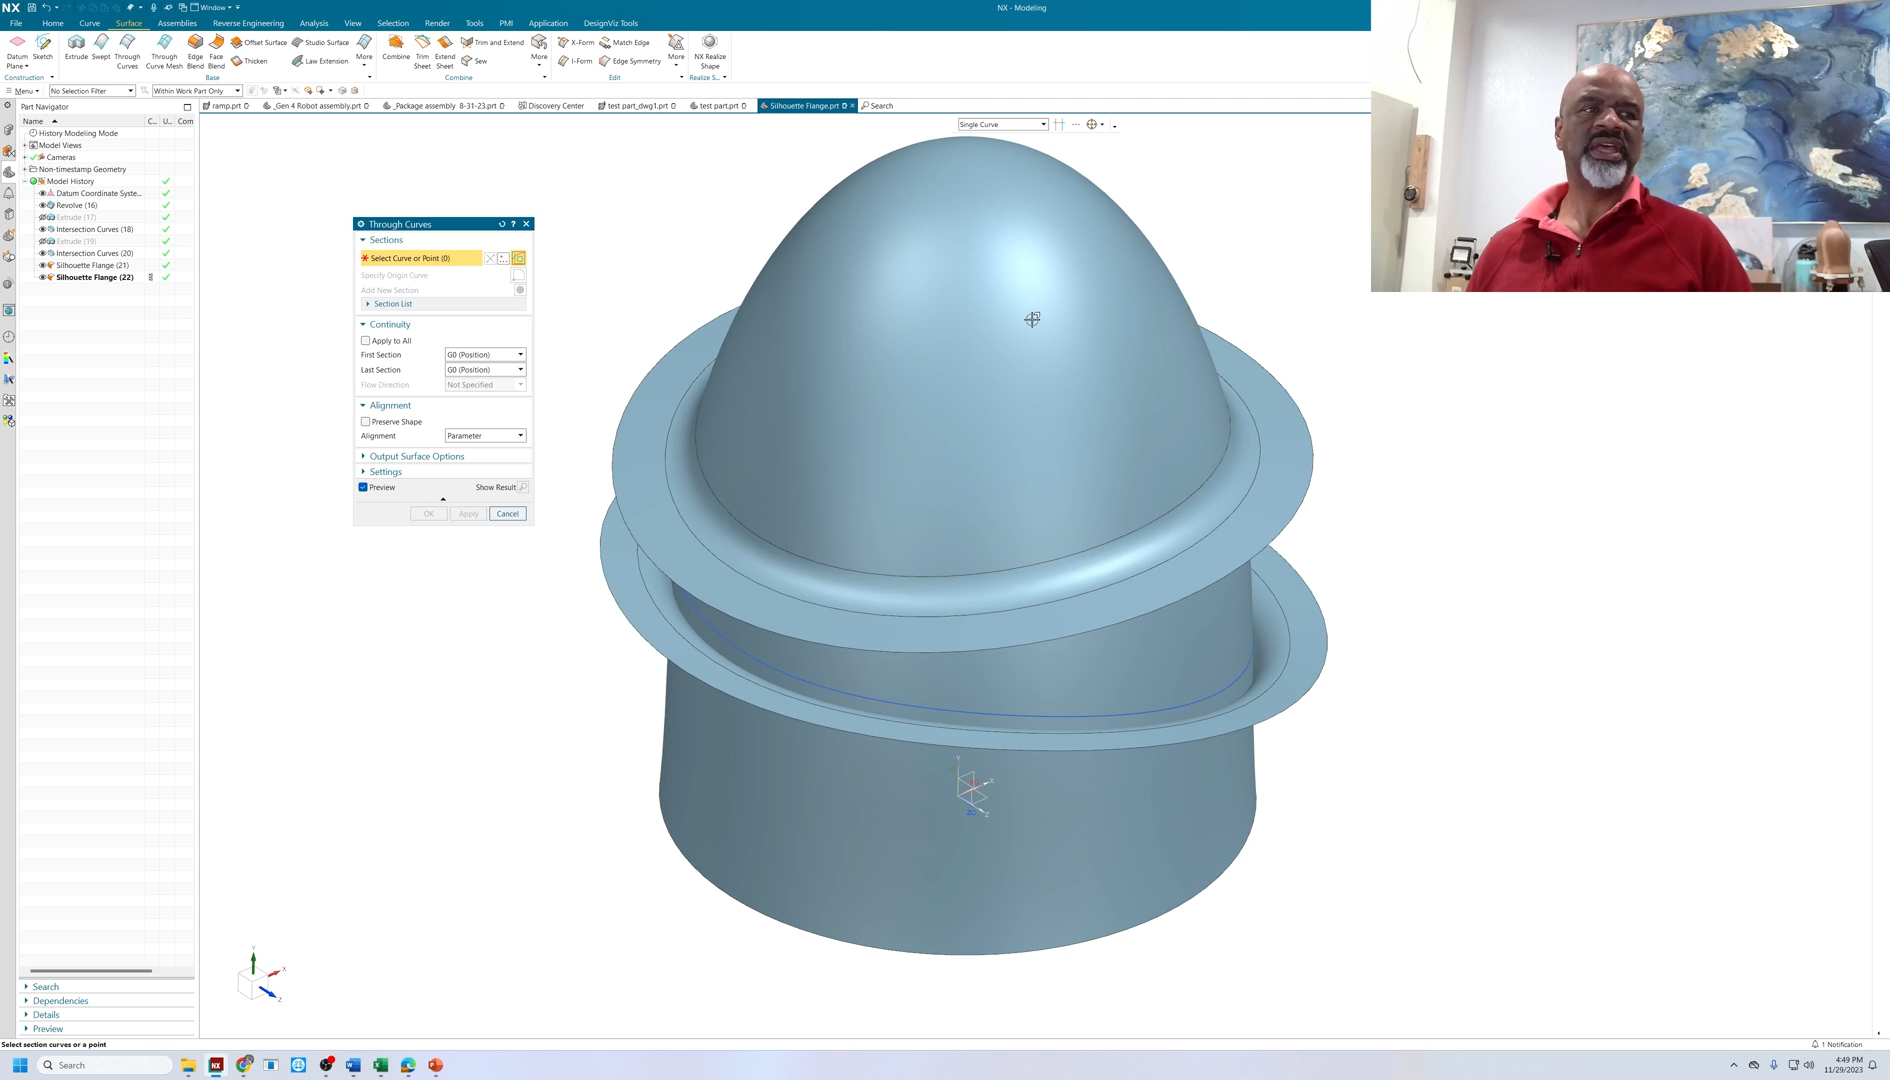 NX
Window
NX - Modeling
File Home Curve Surface Assemblies Reverse Engineering Analysis View Selection Render Tools PMI Application DesignViz Tools
Datum Plane
Sketch
Extrude
Swept
Through Curves
Through Curve Mesh
Edge Blend
Face Blend
Offset Surface
Thicken
Studio Surface
Law Extension
More
Combine
Trim Sheet
Extend Sheet
Trim and Extend
Sew
More
X-Form
I-Form
Match Edge
Edge Symmetry
More
NX Realize Shape
Construction
Base
Combine
Edit
Realize S...
Menu
No Selection Filter
Within Work Part Only
Part Navigator
ramp.prt
_Gen 4 Robot assembly.prt
_Package assembly 8-31-23.prt
Discovery Center
test part_dwg1.prt
test part.prt
Silhouette Flange.prt
Search
Name C... U... Com
Single Curve
History Modeling Mode
Model Views
Cameras
Non-timestamp Geometry
Model History
Datum Coordinate Syste...
Revolve (16)
Extrude (17)
Intersection Curves (18)
Extrude (19)
Intersection Curves (20)
Silhouette Flange (21)
Silhouette Flange (22)
Through Curves
Sections
* Select Curve or Point (0)
Specify Origin Curve
Add New Section
Section List
Continuity
Apply to All
First Section G0 (Position)
Last Section G0 (Position)
Flow Direction Not Specified
Alignment
Preserve Shape
Alignment Parameter
Output Surface Options
Settings
Preview Show Result
OK Apply Cancel
Y
X
ZC
Z
Y
X
Z
Search
Dependencies
Details
Preview
Select section curves or a point
1 Notification
Search
NX
4:49 PM
11/29/2023